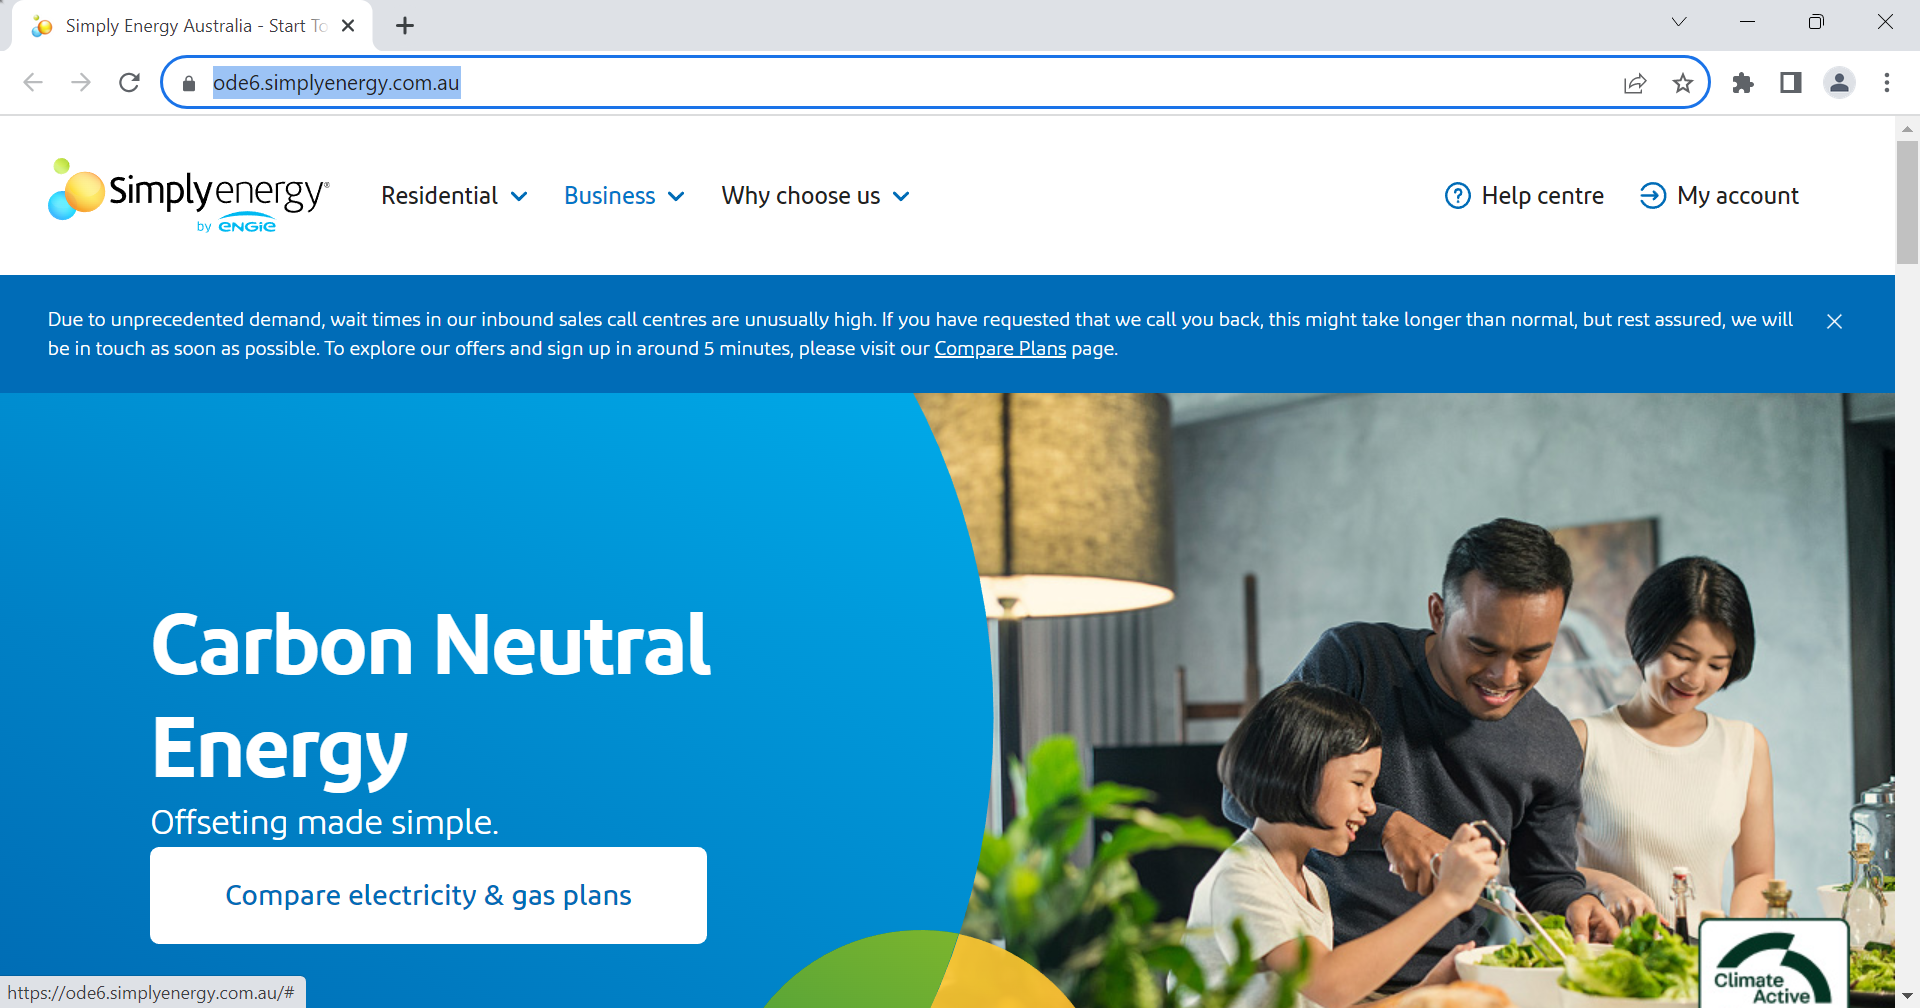 Simply Energy Australia - Start To
ode6.simplyenergy.com.au
Simplyenergy®
by ENGIE
Residential
Business
Why choose us
Help centre
My account
Due to unprecedented demand, wait times in our inbound sales call centres are unusually high. If you have requested that we call you back, this might take longer than normal, but rest assured, we will
be in touch as soon as possible. To explore our offers and sign up in around 5 minutes, please visit our Compare Plans page.
Carbon Neutral
Energy
Offseting made simple.
Compare electricity & gas plans
Climate
Active
https://ode6.simplyenergy.com.au/#